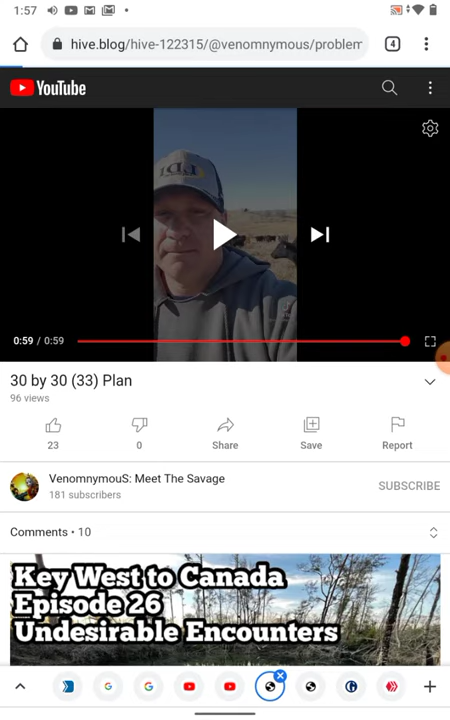 1:57
hive.blog/hive-122315/@venomnymous/problem
4
YouTube
0:59 / 0:59
30 by 30 (33) Plan
96 views
23
0
Share
Save
Report
VenomnymouS: Meet The Savage
181 subscribers
SUBSCRIBE
Comments • 10
Key West to Canada
Episode 26
Undesirable Encounters